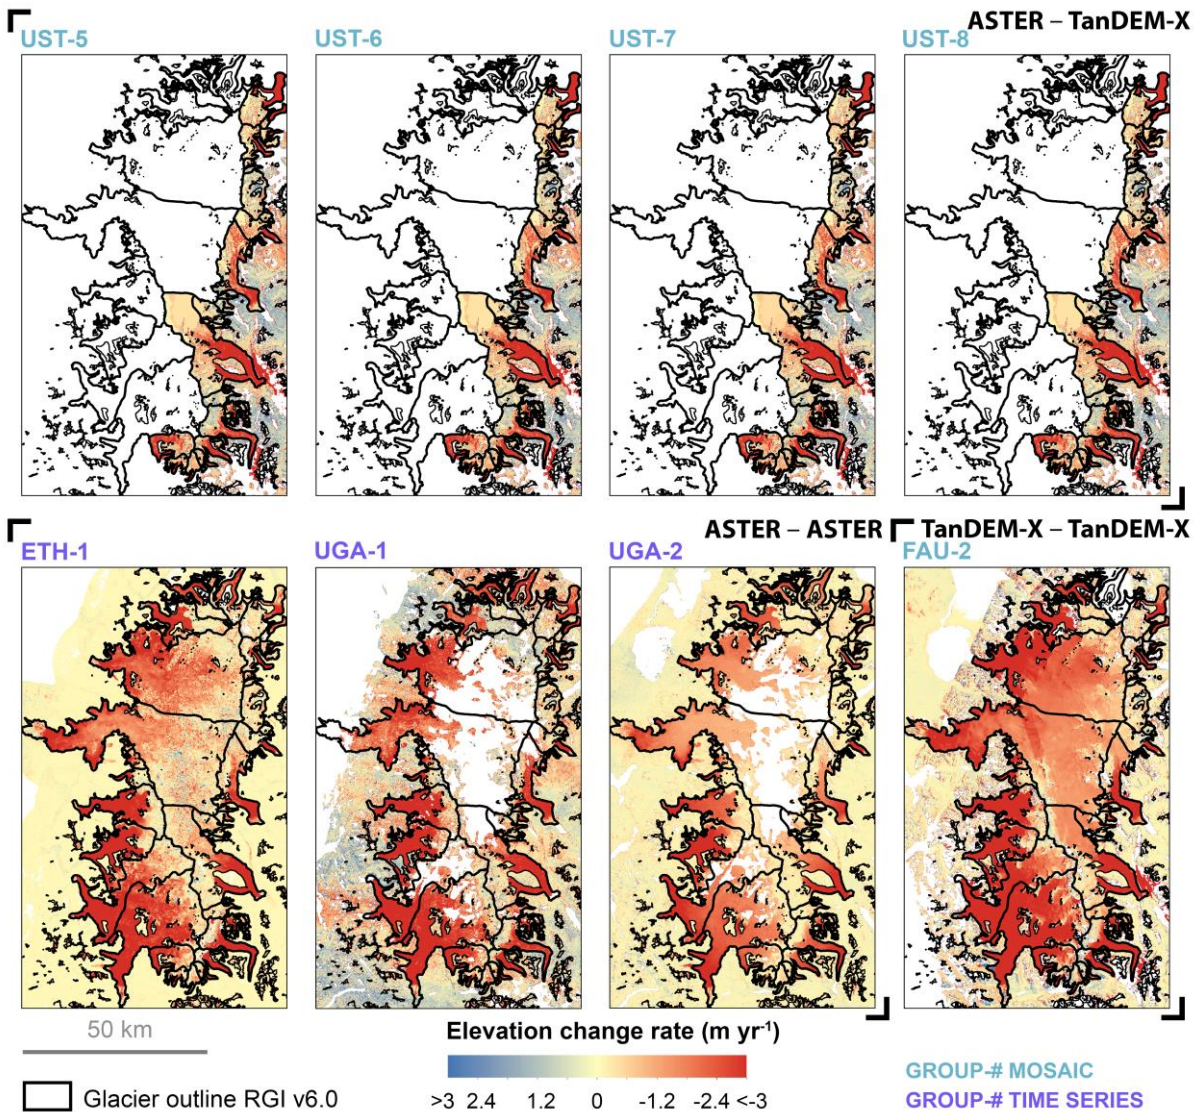 ASTER – TanDEM-X
UST-5 UST-6 UST-7 UST-8
ASTER – ASTER TanDEM-X – TanDEM-X
ETH-1 UGA-1 UGA-2 FAU-2
50 km
Elevation change rate (m yr-1)
>3 2.4 1.2 0 -1.2 -2.4 <-3
Glacier outline RGI v6.0
GROUP-# MOSAIC
GROUP-# TIME SERIES